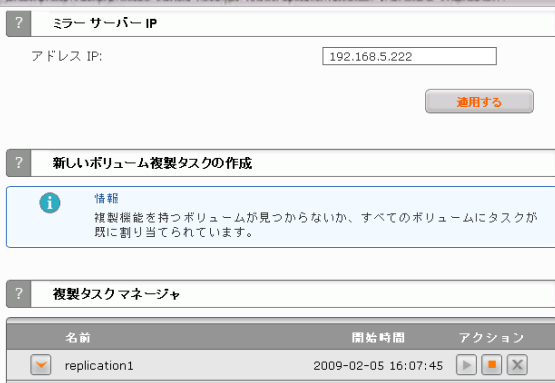 ? ミラー サーバー IP
アドレス IP: 192.168.5.222
適用する
? 新しいボリューム複製タスクの作成
情報
複製機能を持つボリュームが見つからないか、すべてのボリュームにタスクが
既に割り当てられています。
? 複製タスク マネージャ
名前 開始時間 アクション
replication1 2009-02-05 16:07:45